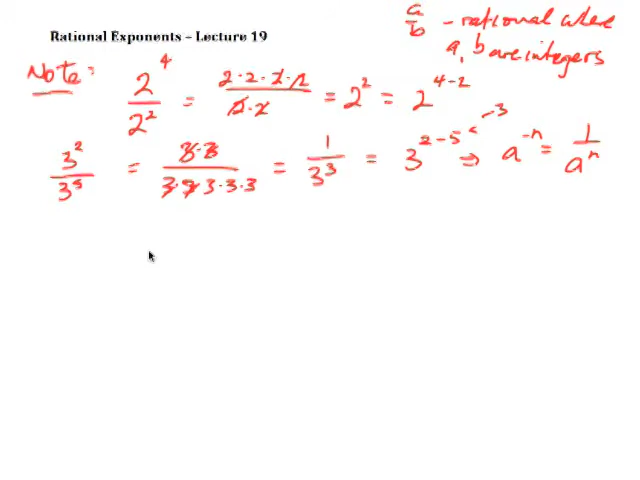 Rational Exponents – Lecture 19
a/b - rational where
a, b are integers
Note:
2^4/2^2 = 2·2·2·2/2·2 = 2^2 = 2^{4-2}
3^2/3^5 = 3·3/3·3·3·3·3 = 1/3^3 = 3^{2-5 = -3} ⇒ a^{-n} = 1/a^n